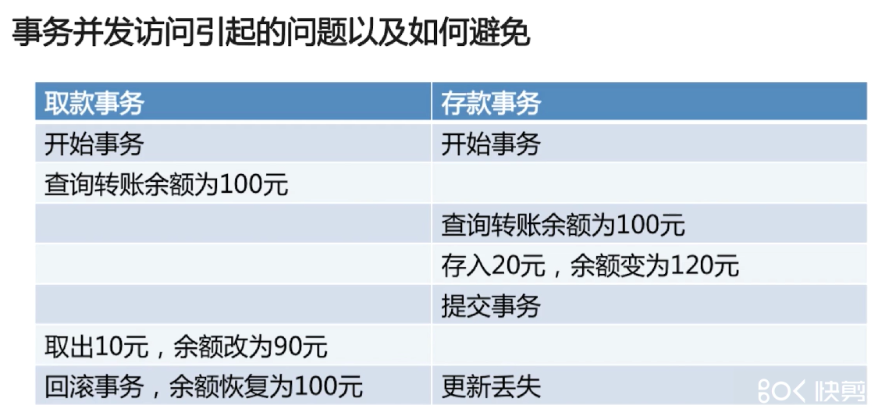 事务并发访问引起的问题以及如何避免
取款事务 存款事务
开始事务 开始事务
查询转账余额为100元
查询转账余额为100元
存入20元，余额变为120元
提交事务
取出10元，余额改为90元
回滚事务，余额恢复为100元 更新丢失
快剪